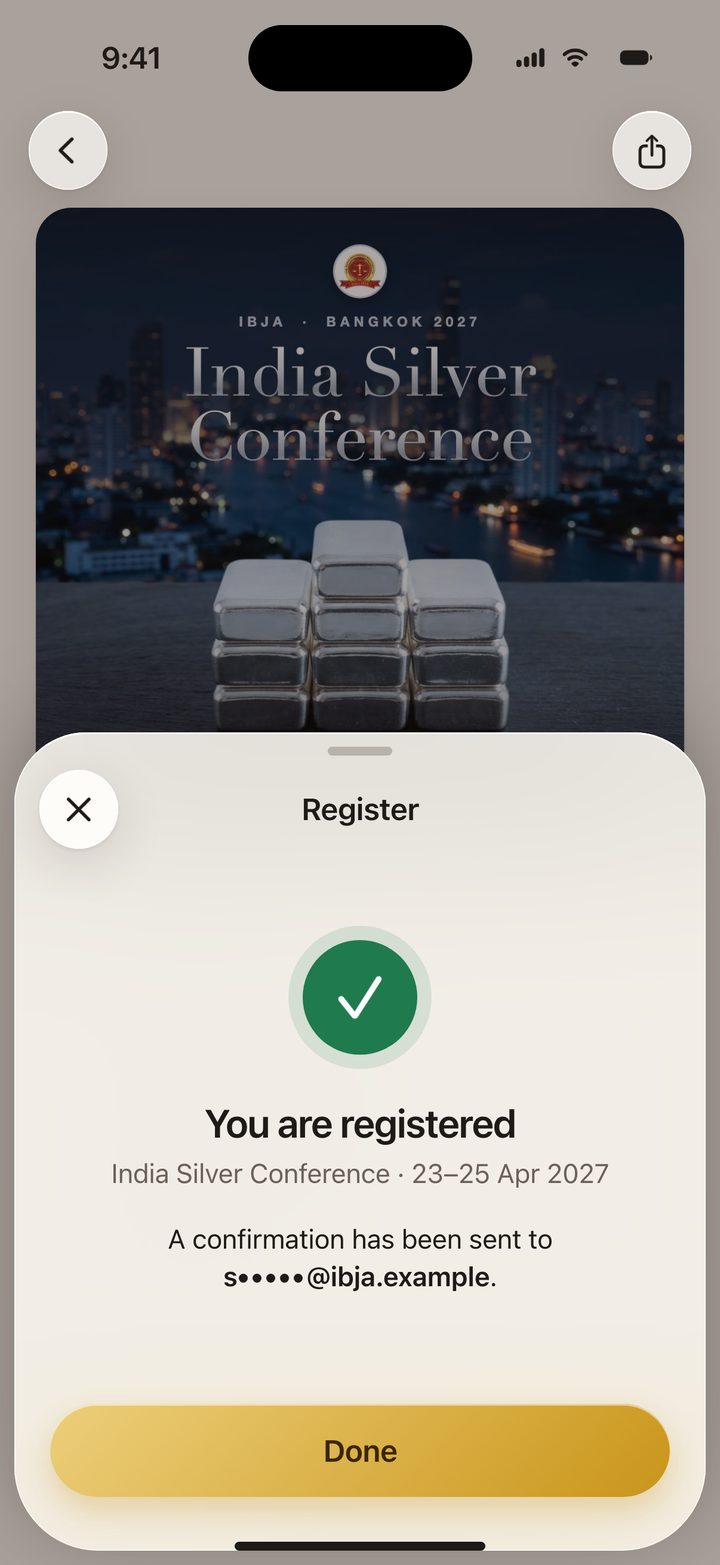 9:41
IBJA · BANGKOK 2027
India Silver
Conference
Register
You are registered
India Silver Conference · 23–25 Apr 2027
A confirmation has been sent to
s•••••@ibja.example.
Done